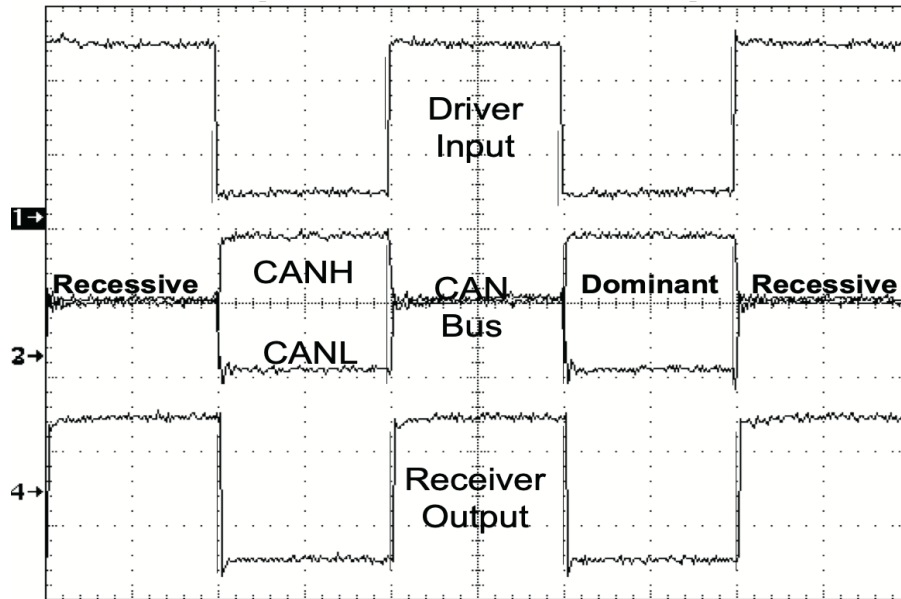 Driver
Input
1→
Recessive
CANH
CAN
Bus
Dominant
Recessive
CANL
2→
4→
Receiver
Output